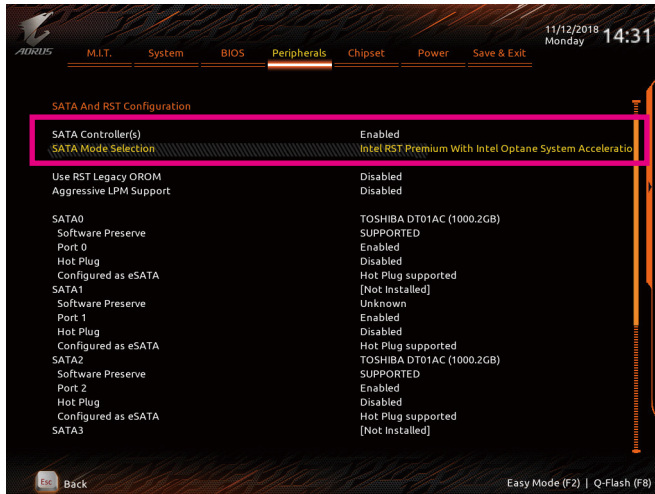 11/12/2018 14:31
Monday
AORUS M.I.T. System BIOS Peripherals Chipset Power Save & Exit
SATA And RST Configuration
SATA Controller(s) Enabled
SATA Mode Selection Intel RST Premium With Intel Optane System Acceleratio
Use RST Legacy OROM Disabled
Aggressive LPM Support Disabled
SATA0 TOSHIBA DT01AC (1000.2GB)
Software Preserve SUPPORTED
Port 0 Enabled
Hot Plug Disabled
Configured as eSATA Hot Plug supported
SATA1 [Not Installed]
Software Preserve Unknown
Port 1 Enabled
Hot Plug Disabled
Configured as eSATA Hot Plug supported
SATA2 TOSHIBA DT01AC (1000.2GB)
Software Preserve SUPPORTED
Port 2 Enabled
Hot Plug Disabled
Configured as eSATA Hot Plug supported
SATA3 [Not Installed]
Esc Back Easy Mode (F2) | Q-Flash (F8)